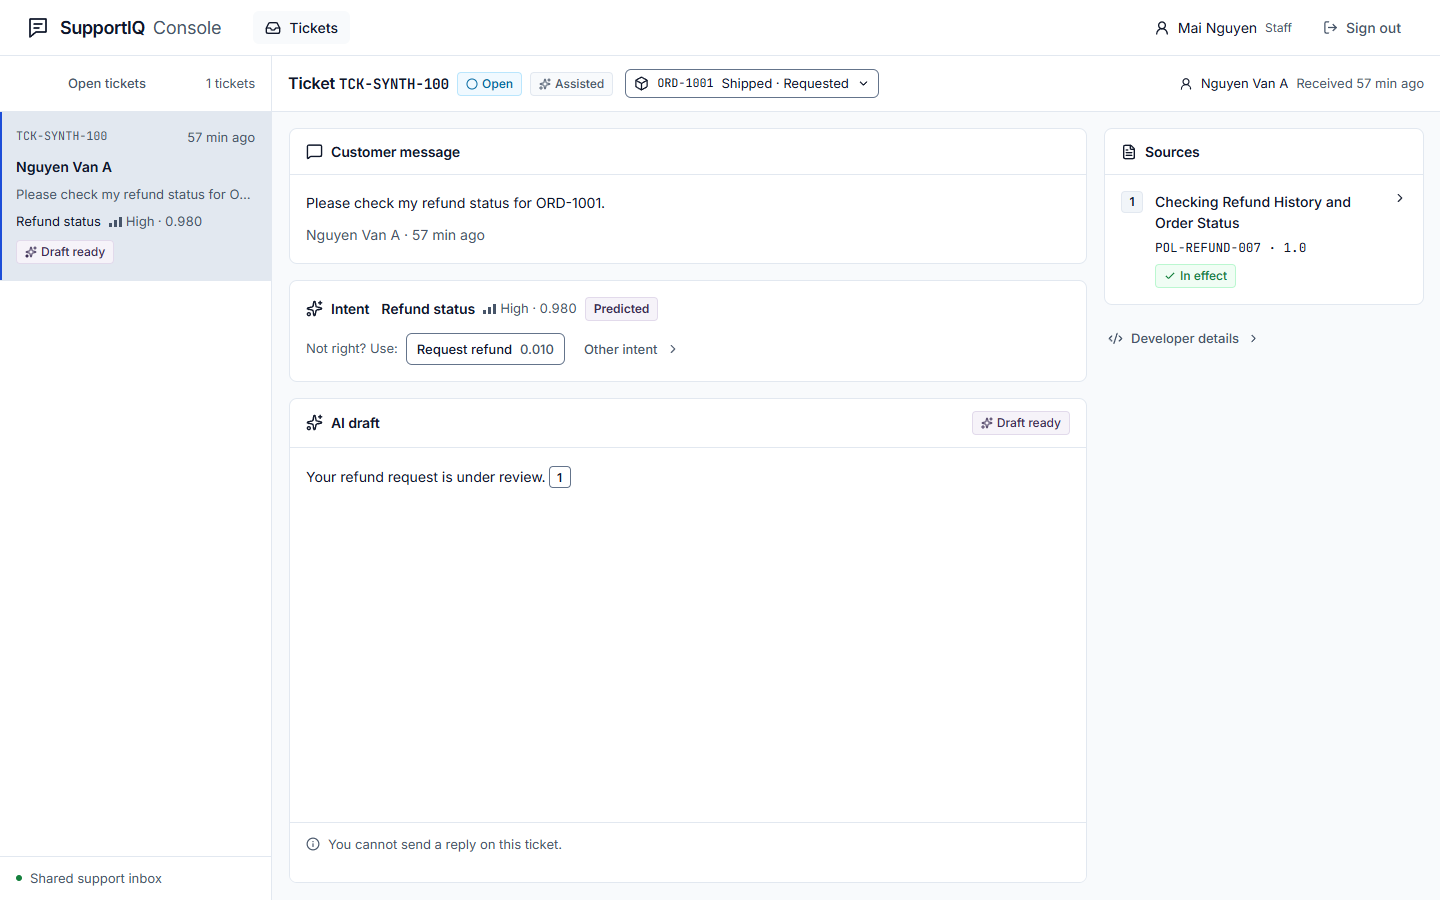 SupportIQ Console
Tickets
Mai Nguyen Staff
Sign out
Open tickets
1 tickets
Ticket TCK-SYNTH-100
Open
Assisted
ORD-1001 Shipped · Requested
Nguyen Van A Received 57 min ago
TCK-SYNTH-100
57 min ago
Nguyen Van A
Please check my refund status for O...
Refund status High · 0.980
Draft ready
Customer message
Please check my refund status for ORD-1001.
Nguyen Van A · 57 min ago
Intent Refund status High · 0.980 Predicted
Not right? Use: Request refund 0.010 Other intent
AI draft
Draft ready
Your refund request is under review. 1
You cannot send a reply on this ticket.
Sources
1 Checking Refund History and
Order Status
POL-REFUND-007 · 1.0
In effect
Developer details
Shared support inbox